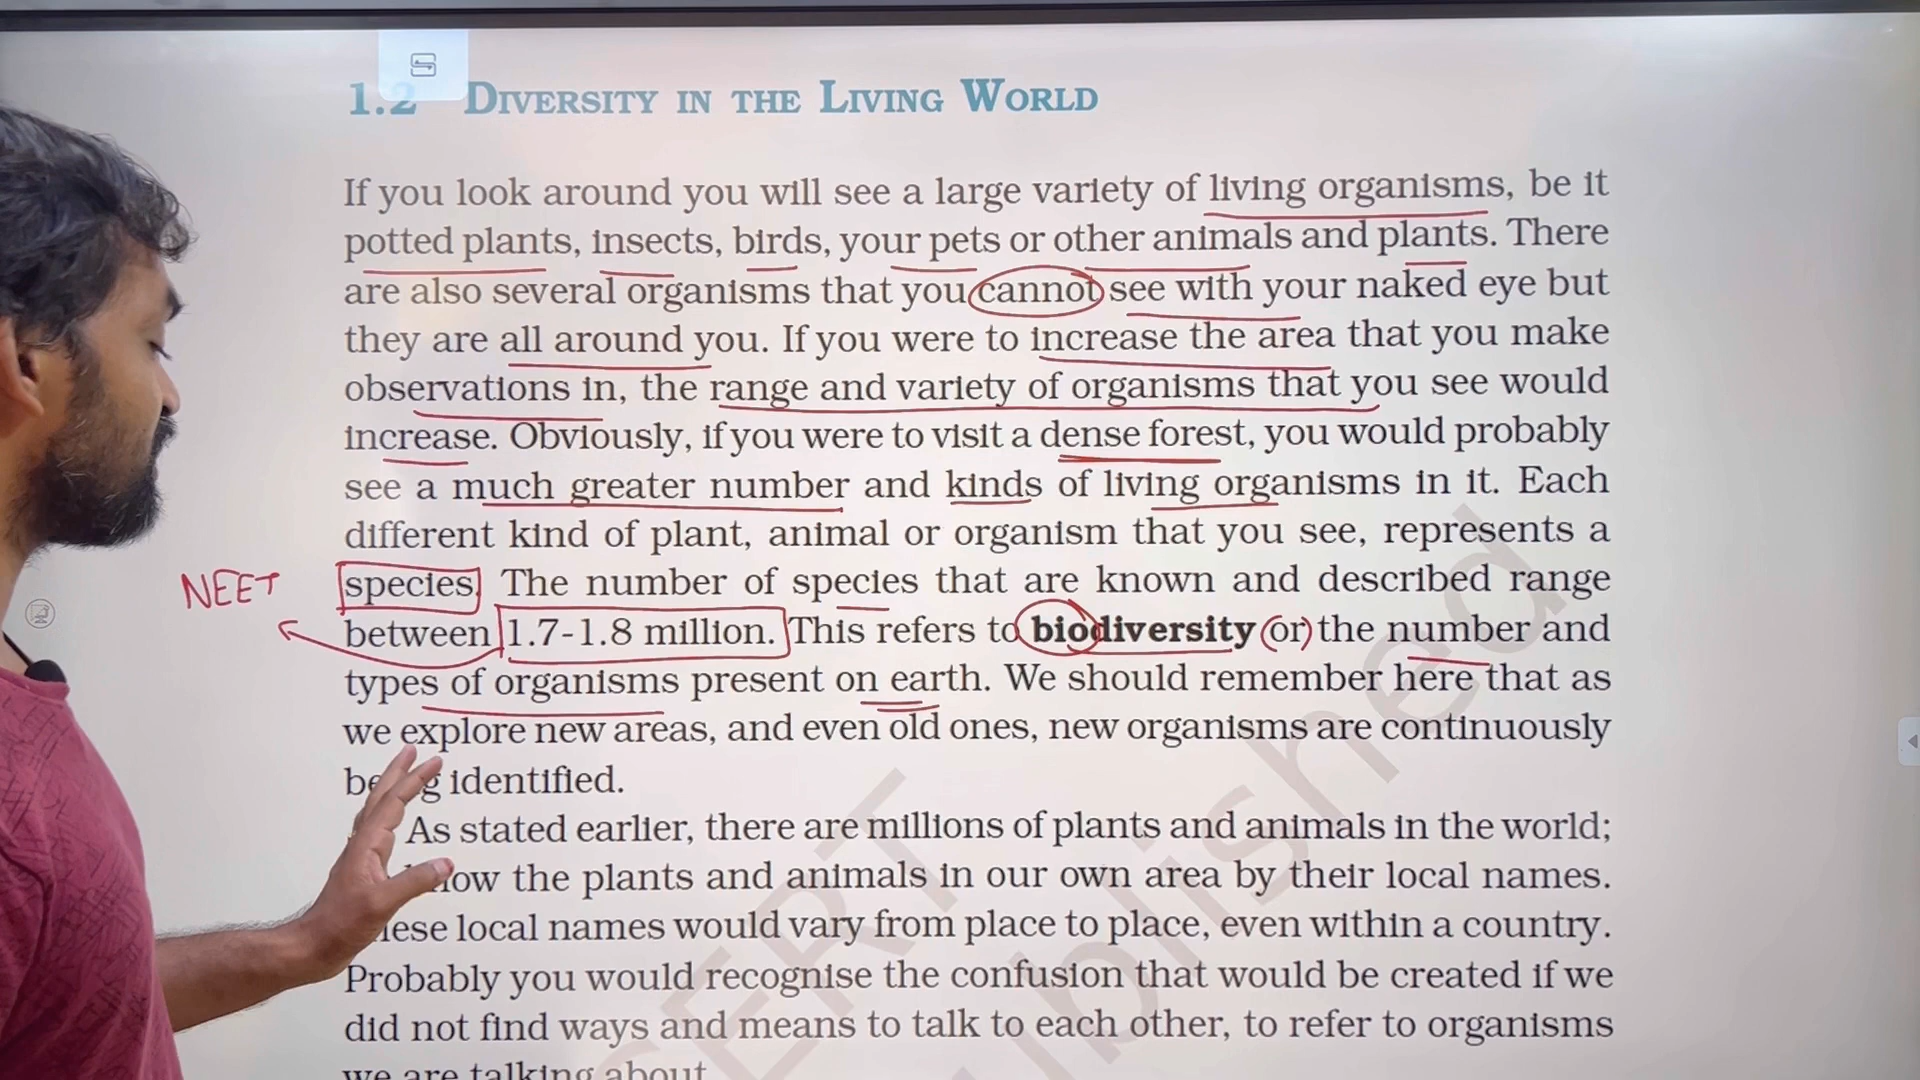 1.2 DIVERSITY IN THE LIVING WORLD
If you look around you will see a large variety of living organisms, be it
potted plants, insects, birds, your pets or other animals and plants. There
are also several organisms that you cannot see with your naked eye but
they are all around you. If you were to increase the area that you make
observations in, the range and variety of organisms that you see would
increase. Obviously, if you were to visit a dense forest, you would probably
see a much greater number and kinds of living organisms in it. Each
different kind of plant, animal or organism that you see, represents a
NEET species. The number of species that are known and described range
between 1.7-1.8 million. This refers to biodiversity or the number and
types of organisms present on earth. We should remember here that as
we explore new areas, and even old ones, new organisms are continuously
identified.
As stated earlier, there are millions of plants and animals in the world;
the plants and animals in our own area by their local names.
local names would vary from place to place, even within a country.
Probably you would recognise the confusion that would be created if we
did not find ways and means to talk to each other, to refer to organisms
we are talking about.